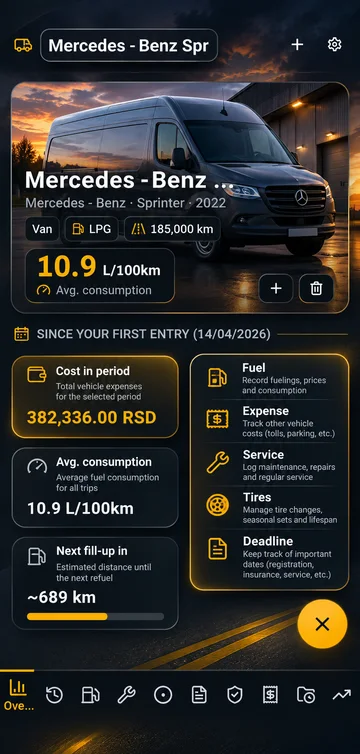 Mercedes - Benz Spr
Mercedes - Benz ...
Mercedes - Benz · Sprinter · 2022
Van
LPG
185,000 km
10.9 L/100km
Avg. consumption
SINCE YOUR FIRST ENTRY (14/04/2026)
Cost in period
Total vehicle expenses
for the selected period
382,336.00 RSD
Avg. consumption
Average fuel consumption
for all trips
10.9 L/100km
Next fill-up in
Estimated distance until
the next refuel
~689 km
Fuel
Record fuelings, prices
and consumption
Expense
Track other vehicle
costs (tolls, parking, etc.)
Service
Log maintenance, repairs
and regular service
Tires
Manage tire changes,
seasonal sets and lifespan
Deadline
Keep track of important
dates (registration,
insurance, service, etc.)
Ove...